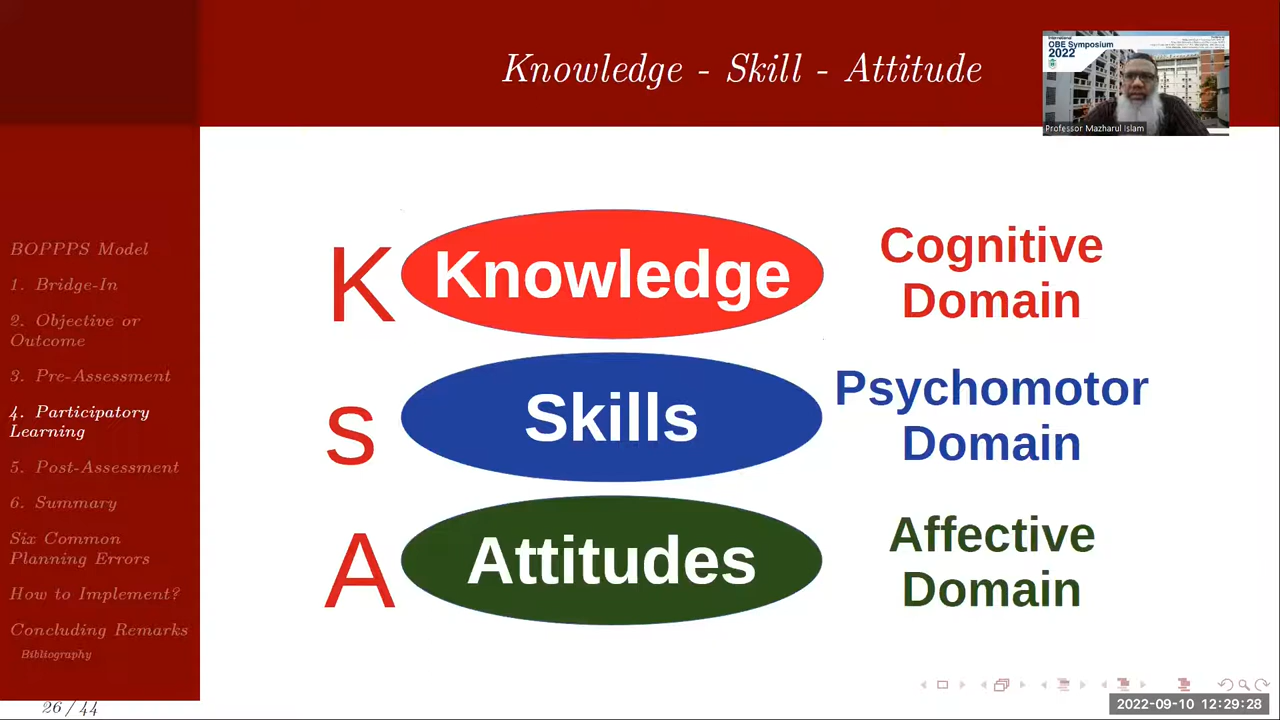 Knowledge - Skill - Attitude
International
OBE Symposium
2022
Professor Mazharul Islam
BOPPPS Model
1. Bridge-In
2. Objective or
Outcome
3. Pre-Assessment
4. Participatory
Learning
5. Post-Assessment
6. Summary
Six Common
Planning Errors
How to Implement?
Concluding Remarks
Bibliography
26 / 44
K
Knowledge
Cognitive
Domain
s
Skills
Psychomotor
Domain
A
Attitudes
Affective
Domain
2022-09-10 12:29:28